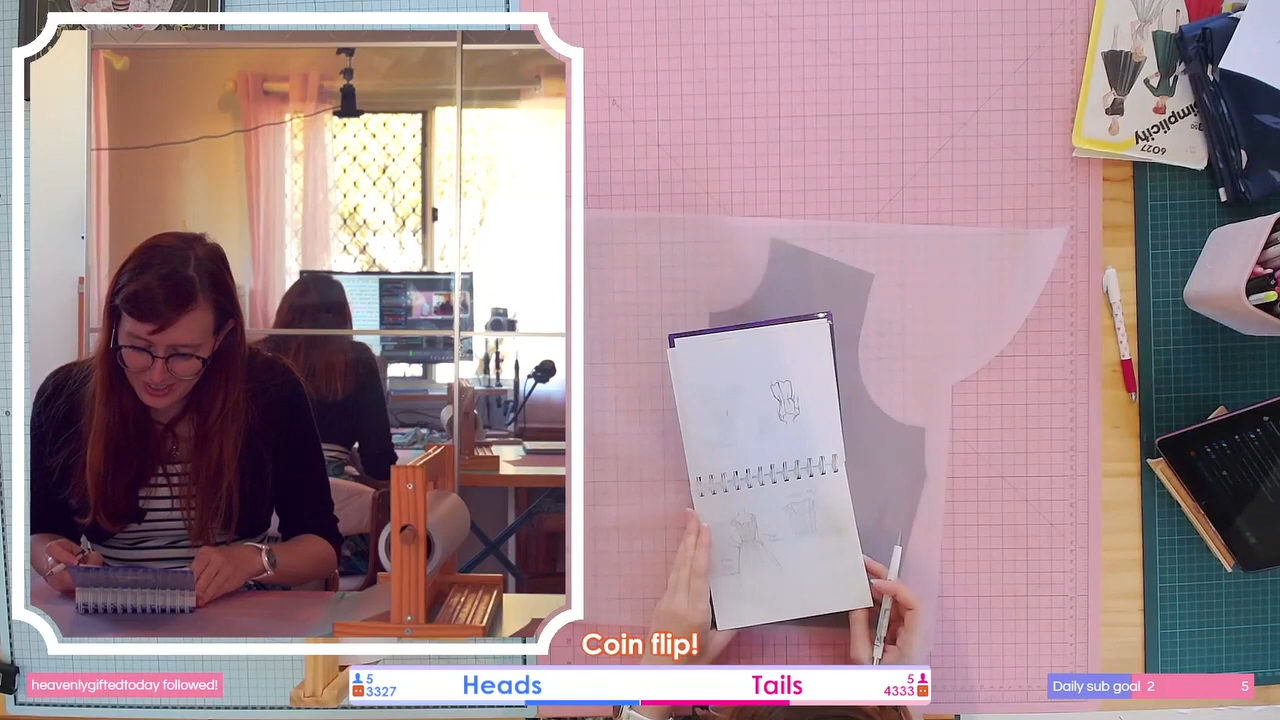 simplicity
6027
Coin flip!
heavenlygiftedtoday followed!
5
3327
Heads
Tails
5
4333
Daily sub goal 2
5